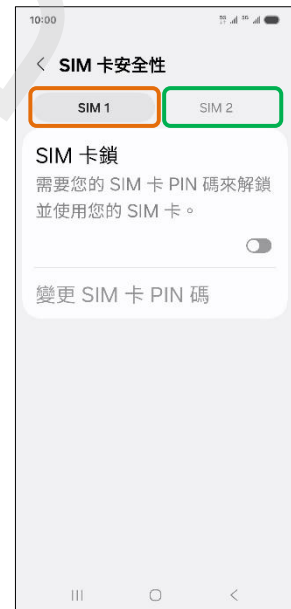 10:00
SIM 卡安全性
SIM 1
SIM 2
SIM 卡鎖
需要您的 SIM 卡 PIN 碼來解鎖
並使用您的 SIM 卡。
變更 SIM 卡 PIN 碼